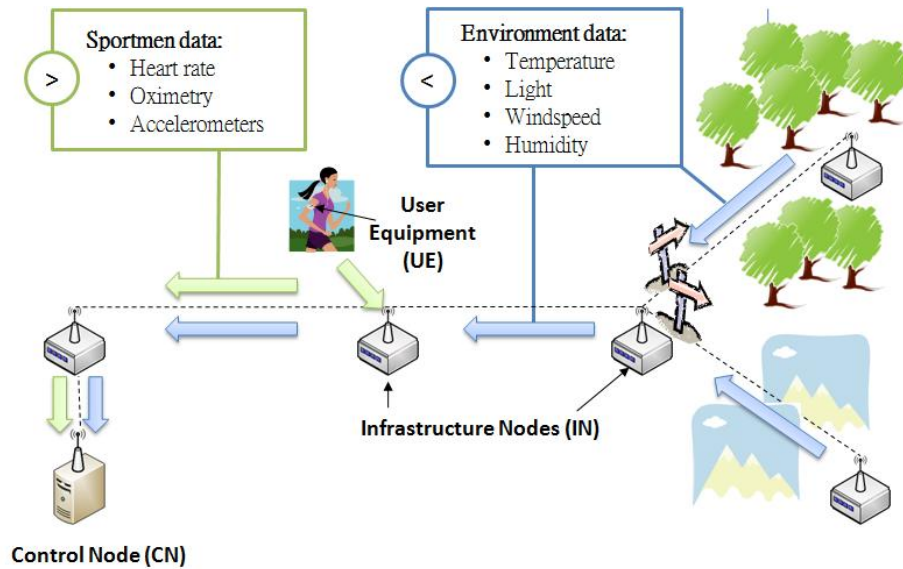 Sportmen data:
>
• Heart rate
• Oximetry
• Accelerometers
Environment data:
<
• Temperature
• Light
• Windspeed
• Humidity
User
Equipment
(UE)
Infrastructure Nodes (IN)
Control Node (CN)